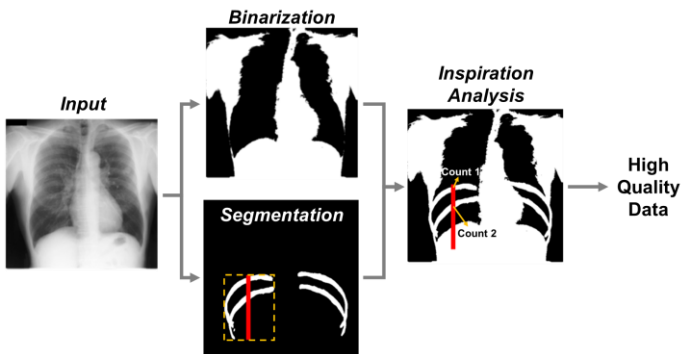 Binarization
Input
Inspiration
Analysis
Count 1
Count 2
High
Quality
Data
Segmentation